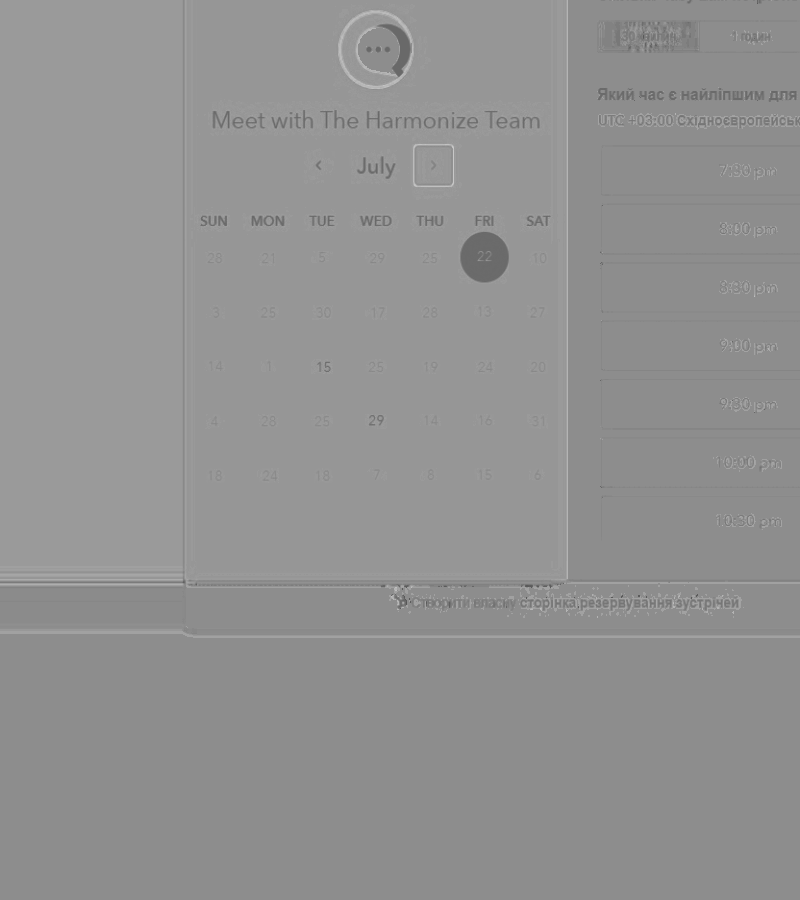 1 годин
Meet with The Harmonize Team
Який час є найліпшим для
UTC +03:00 Східноєвропейськ
July
SUN MON TUE WED THU FRI SAT
28 21 5 29 25 22 10
3 25 30 17 28 13 27
14 1 15 25 19 24 20
4 28 25 29 14 16 31
18 24 18 7 8 15 6
7:30 pm
8:00 pm
8:30 pm
9:00 pm
9:30 pm
10:00 pm
10:30 pm
Створити власну сторінка резервування зустрічей